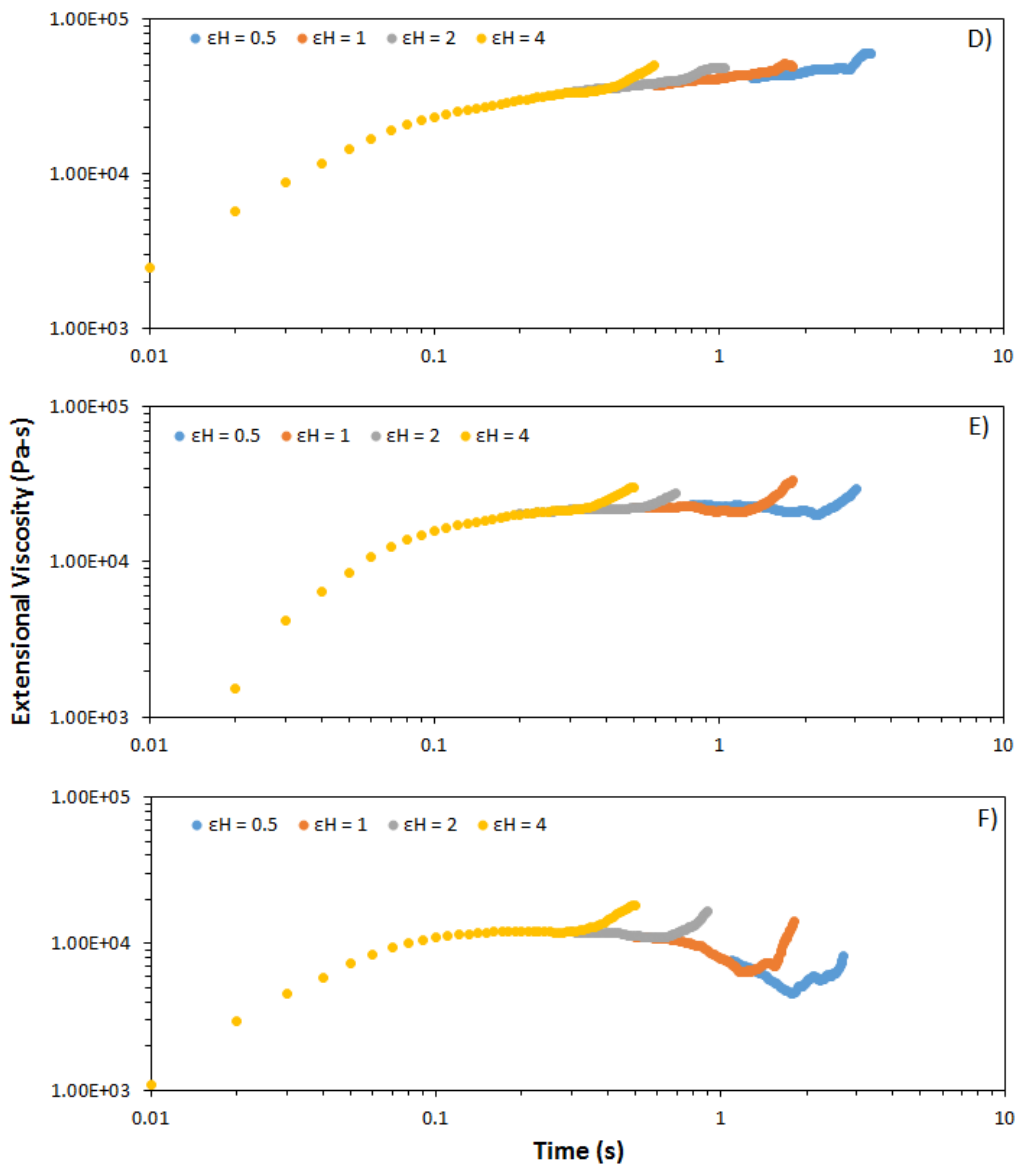 1.00E+05
εH = 0.5 εH = 1 εH = 2 εH = 4
D)
1.00E+04
1.00E+03
0.01 0.1 1 10
1.00E+05
εH = 0.5 εH = 1 εH = 2 εH = 4
E)
Extensional Viscosity (Pa-s)
1.00E+04
1.00E+03
0.01 0.1 1 10
1.00E+05
εH = 0.5 εH = 1 εH = 2 εH = 4
F)
1.00E+04
1.00E+03
0.01 0.1 1 10
Time (s)